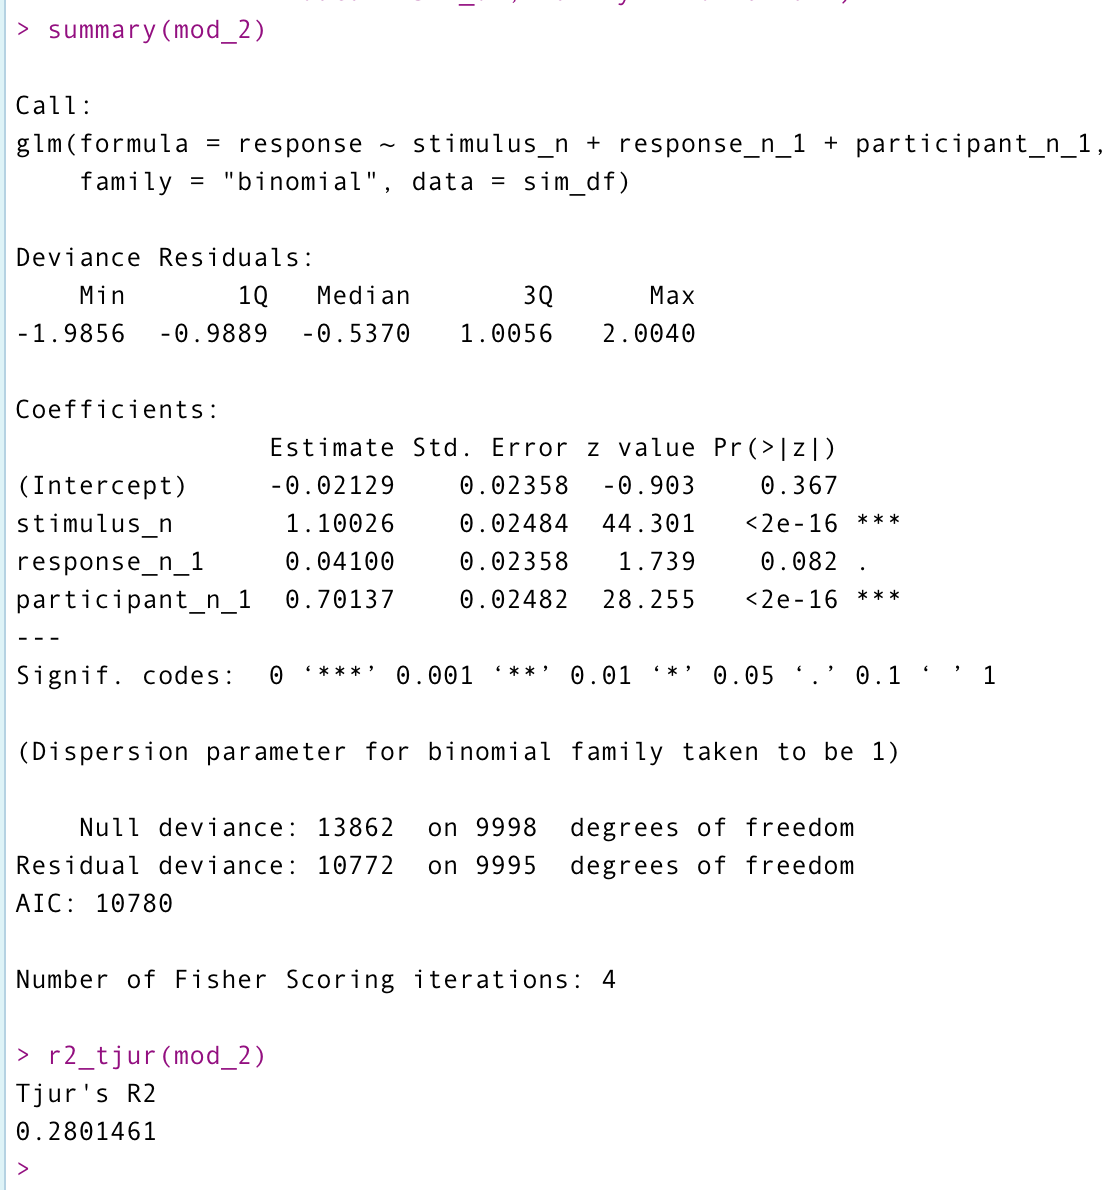 > summary(mod_2)
Call:
glm(formula = response ~ stimulus_n + response_n_1 + participant_n_1,
    family = "binomial", data = sim_df)
Deviance Residuals:
    Min       1Q   Median       3Q      Max
-1.9856  -0.9889  -0.5370   1.0056   2.0040
Coefficients:
                Estimate Std. Error z value Pr(>|z|)
(Intercept)     -0.02129    0.02358  -0.903    0.367
stimulus_n       1.10026    0.02484  44.301   <2e-16 ***
response_n_1     0.04100    0.02358   1.739    0.082 .
participant_n_1  0.70137    0.02482  28.255   <2e-16 ***
---
Signif. codes:  0 ‘***’ 0.001 ‘**’ 0.01 ‘*’ 0.05 ‘.’ 0.1 ‘ ’ 1
(Dispersion parameter for binomial family taken to be 1)
    Null deviance: 13862  on 9998  degrees of freedom
Residual deviance: 10772  on 9995  degrees of freedom
AIC: 10780
Number of Fisher Scoring iterations: 4
> r2_tjur(mod_2)
Tjur's R2
0.2801461
>